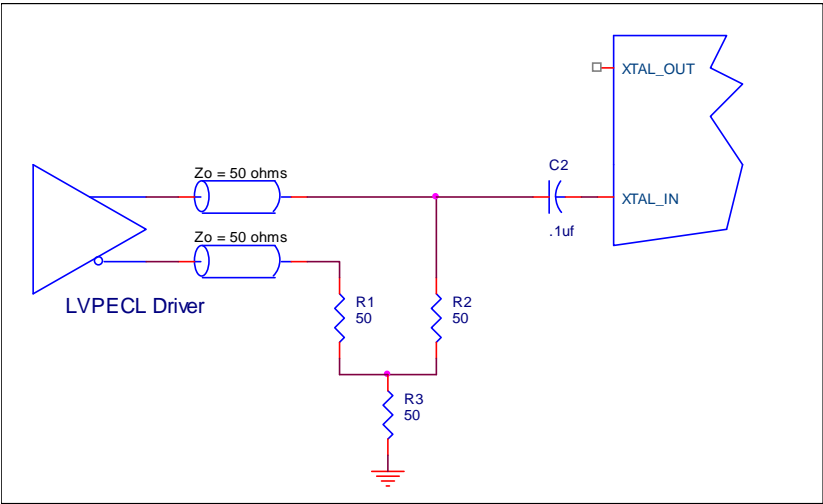 XTAL_OUT
Zo = 50 ohms
C2
XTAL_IN
.1uf
Zo = 50 ohms
LVPECL Driver
R1
50
R2
50
R3
50